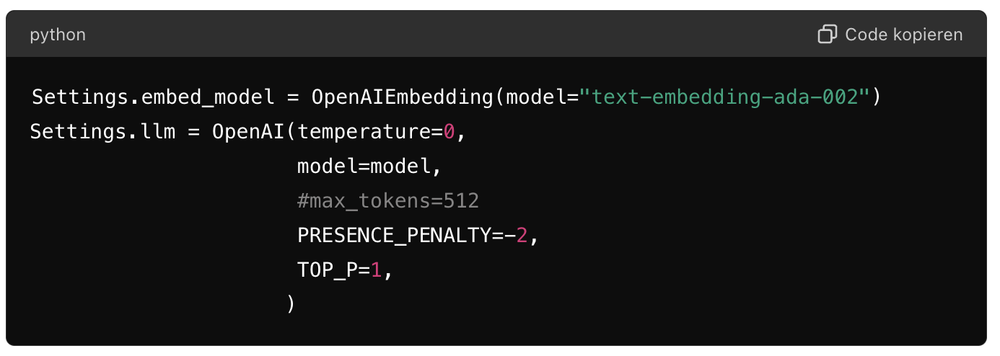 python
Code kopieren
Settings.embed_model = OpenAIEmbedding(model="text-embedding-ada-002")
Settings.llm = OpenAI(temperature=0,
                      model=model,
                      #max_tokens=512
                      PRESENCE_PENALTY=-2,
                      TOP_P=1,
                     )